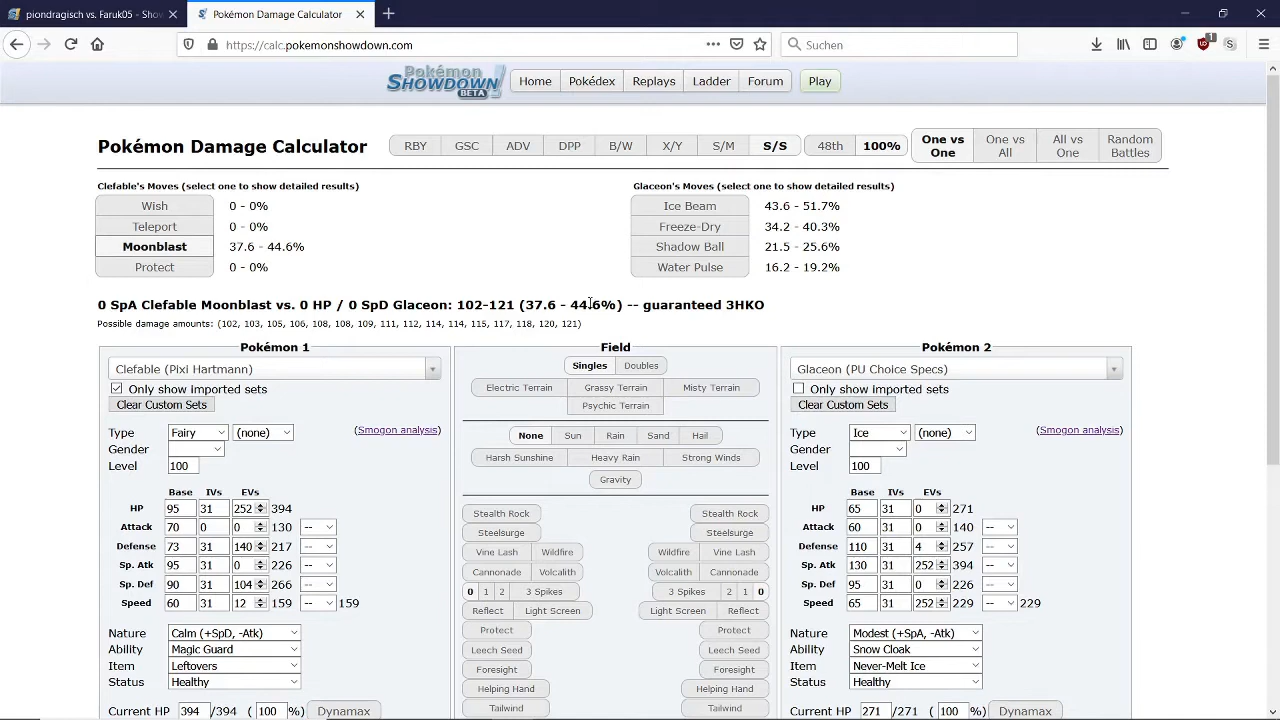 piondragisch vs. Faruk05 - Show
Pokémon Damage Calculator
https://calc.pokemonshowdown.com
Suchen
1
Pokémon
SHOWDOWN!
BETA
Home
Pokédex
Replays
Ladder
Forum
Play
Pokémon Damage Calculator
RBY GSC ADV DPP B/W X/Y S/M S/S
48th 100%
One vs One
One vs All
All vs One
Random Battles
Clefable's Moves (select one to show detailed results)
Wish 0 - 0%
Teleport 0 - 0%
Moonblast 37.6 - 44.6%
Protect 0 - 0%
Glaceon's Moves (select one to show detailed results)
Ice Beam 43.6 - 51.7%
Freeze-Dry 34.2 - 40.3%
Shadow Ball 21.5 - 25.6%
Water Pulse 16.2 - 19.2%
0 SpA Clefable Moonblast vs. 0 HP / 0 SpD Glaceon: 102-121 (37.6 - 44.6%) -- guaranteed 3HKO
Possible damage amounts: (102, 103, 105, 106, 108, 108, 109, 111, 112, 114, 114, 115, 117, 118, 120, 121)
Pokémon 1
Clefable (Pixi Hartmann)
Only show imported sets
Clear Custom Sets
Type Fairy (none) (Smogon analysis)
Gender
Level 100
Base IVs EVs
HP 95 31 252 394
Attack 70 0 0 130 --
Defense 73 31 140 217 --
Sp. Atk 95 31 0 226 --
Sp. Def 90 31 104 266 --
Speed 60 31 12 159 -- 159
Nature Calm (+SpD, -Atk)
Ability Magic Guard
Item Leftovers
Status Healthy
Current HP 394 /394 ( 100 %) Dynamax
Field
Singles Doubles
Electric Terrain Grassy Terrain Misty Terrain
Psychic Terrain
None Sun Rain Sand Hail
Harsh Sunshine Heavy Rain Strong Winds
Gravity
Stealth Rock Stealth Rock
Steelsurge Steelsurge
Vine Lash Wildfire Wildfire Vine Lash
Cannonade Volcalith Volcalith Cannonade
0 1 2 3 Spikes 3 Spikes 2 1 0
Reflect Light Screen Light Screen Reflect
Protect Protect
Leech Seed Leech Seed
Foresight Foresight
Helping Hand Helping Hand
Tailwind Tailwind
Pokémon 2
Glaceon (PU Choice Specs)
Only show imported sets
Clear Custom Sets
Type Ice (none) (Smogon analysis)
Gender
Level 100
Base IVs EVs
HP 65 31 0 271
Attack 60 31 0 140 --
Defense 110 31 4 257 --
Sp. Atk 130 31 252 394 --
Sp. Def 95 31 0 226 --
Speed 65 31 252 229 -- 229
Nature Modest (+SpA, -Atk)
Ability Snow Cloak
Item Never-Melt Ice
Status Healthy
Current HP 271 /271 ( 100 %) Dynamax